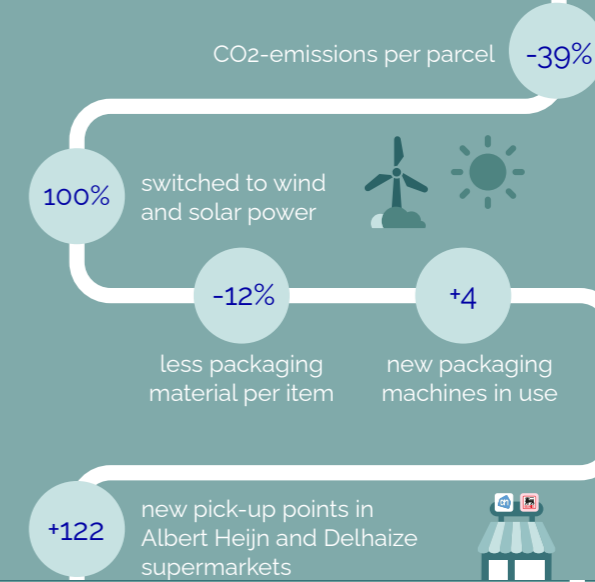 CO2-emissions per parcel
-39%
100%
switched to wind
and solar power
-12%
less packaging
material per item
+4
new packaging
machines in use
+122
new pick-up points in
Albert Heijn and Delhaize
supermarkets